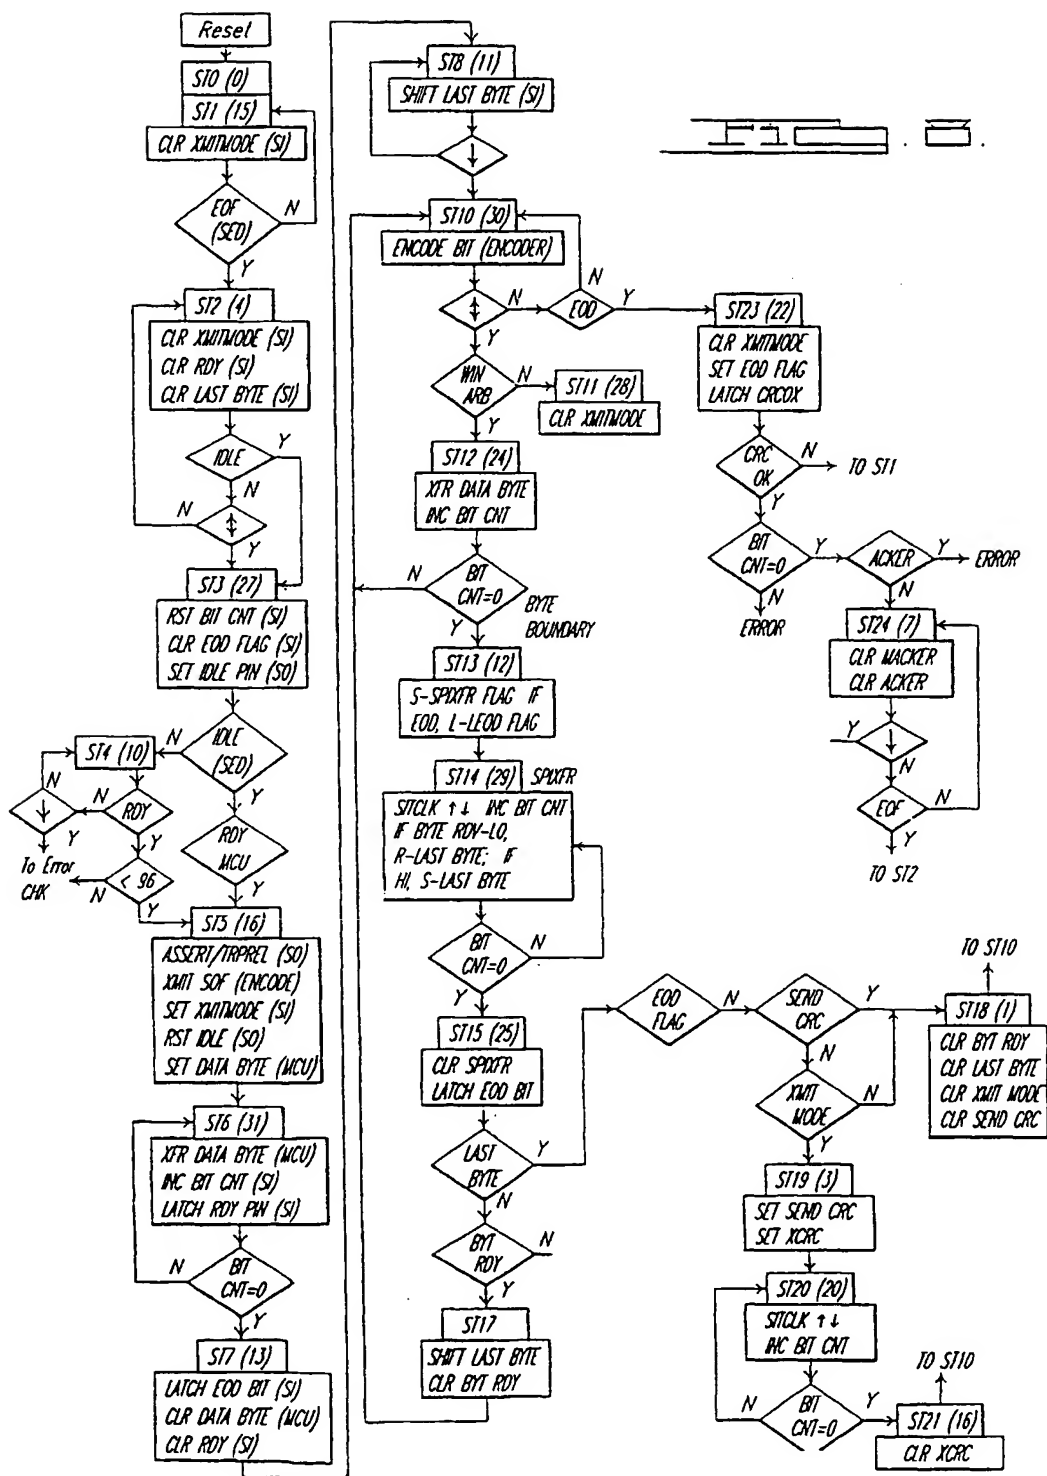 Reset
ST0 (0)
ST1 (15)
CLR XMITMODE (SI)
EOF
(SED)
N
Y
ST2 (4)
CLR XMITMODE (SI)
CLR RDY (SI)
CLR LAST BYTE (SI)
IDLE
Y
N
N
Y
ST3 (27)
RST BIT CNT (SI)
CLR EOD FLAG (SI)
SET IDLE PIN (SO)
IDLE
(SED)
N
Y
ST4 (10)
N
RDY
N
Y
Y
To Error
CHK
< 96
N
Y
RDY
MCU
Y
ST5 (16)
ASSERT/TRPREL (SO)
XMIT SOF (ENCODE)
SET XMITMODE (SI)
RST IDLE (SO)
SET DATA BYTE (MCU)
ST6 (31)
XFR DATA BYTE (MCU)
INC BIT CNT (SI)
LATCH RDY PIN (SI)
N
BIT
CNT=0
Y
ST7 (13)
LATCH EOD BIT (SI)
CLR DATA BYTE (MCU)
CLR RDY (SI)
ST8 (11)
SHIFT LAST BYTE (SI)
↓
ST10 (30)
ENCODE BIT (ENCODER)
N
N
EOD
Y
Y
WIN
ARB
N
ST11 (28)
CLR XMITMODE
Y
ST12 (24)
XFR DATA BYTE
INC BIT CNT
N
BIT
CNT=0
BYTE
BOUNDARY
Y
ST13 (12)
S-SPIXFR FLAG IF
EOD, L-LEOD FLAG
ST14 (29) SPIXFR
SITCLK ↑↓ INC BIT CNT
IF BYTE RDV-LO,
R-LAST BYTE; IF
HI, S-LAST BYTE
BIT
CNT=0
N
Y
ST15 (25)
CLR SPIXFR
LATCH EOD BIT
LAST
BYTE
Y
N
BYT
RDY
N
Y
ST17
SHIFT LAST BYTE
CLR BYT RDY
ST23 (22)
CLR XMITMODE
SET EOD FLAG
LATCH CRCOX
CRC
OK
N
TO ST1
Y
BIT
CNT=0
Y
N
ERROR
ACKER
Y
ERROR
N
ST24 (7)
CLR MACKER
CLR ACKER
Y
↓
N
EOF
N
Y
TO ST2
EOD
FLAG
N
SEND
CRC
Y
N
XMIT
MODE
N
Y
TO ST10
ST18 (1)
CLR BYT RDY
CLR LAST BYTE
CLR XMIT MODE
CLR SEND CRC
ST19 (3)
SET SEND CRC
SET XCRC
ST20 (20)
SITCLK ↑↓
INC BIT CNT
N
BIT
CNT=0
Y
TO ST10
ST21 (16)
CLR XCRC